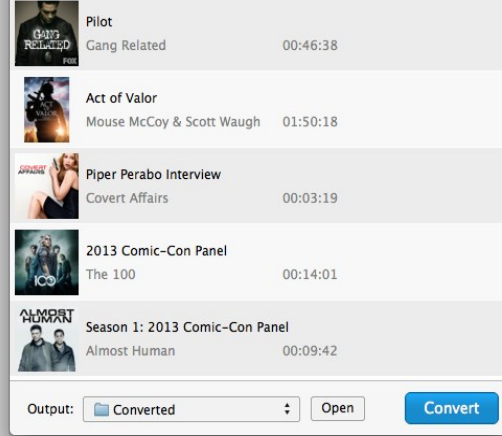 GANG
RELATED
FOX
Pilot
Gang Related 00:46:38
ACT
OF
VALOR
Act of Valor
Mouse McCoy & Scott Waugh 01:50:18
COVERT
AFFAIRS
Piper Perabo Interview
Covert Affairs 00:03:19
100
2013 Comic-Con Panel
The 100 00:14:01
ALMOST
HUMAN
Season 1: 2013 Comic-Con Panel
Almost Human 00:09:42
Output: Converted Open Convert